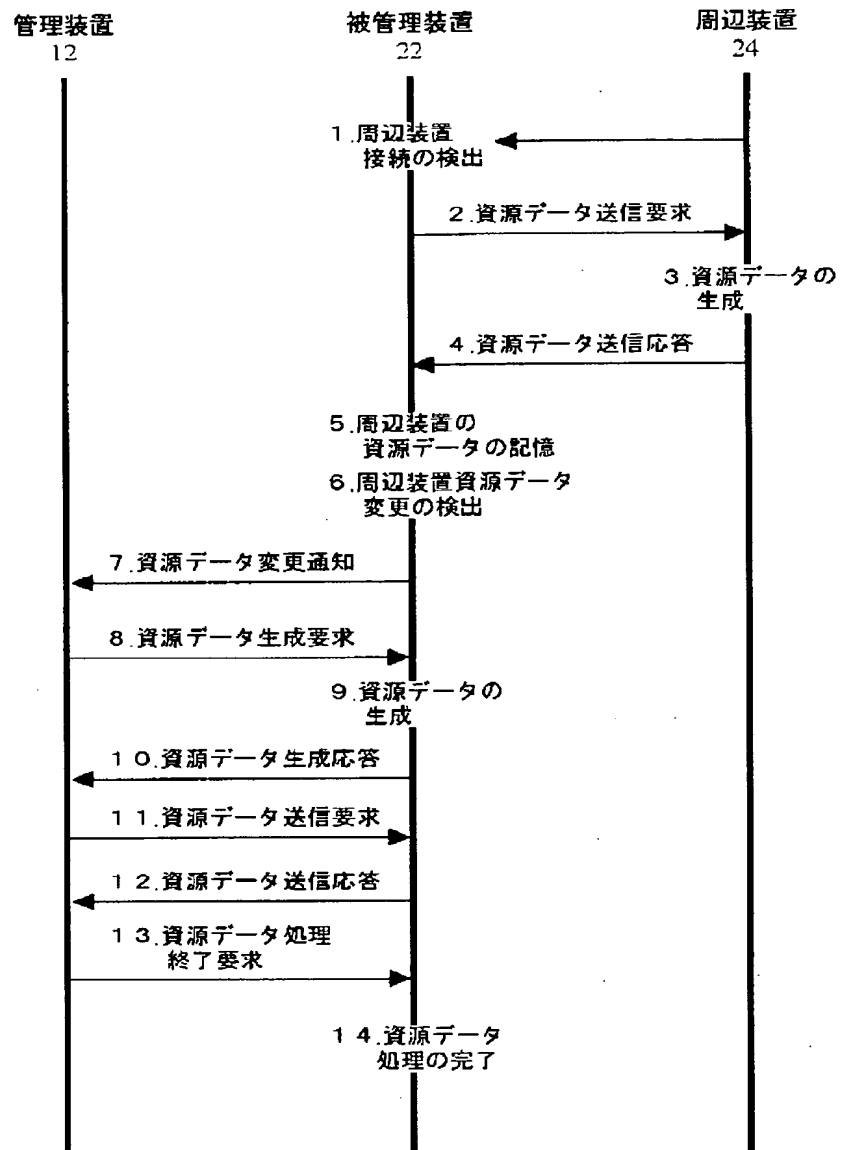 管理装置
12
被管理装置
22
周辺装置
24
1.周辺装置
接続の検出
2.資源データ送信要求
3.資源データの
生成
4.資源データ送信応答
5.周辺装置の
資源データの記憶
6.周辺装置資源データ
変更の検出
7.資源データ変更通知
8.資源データ生成要求
9.資源データの
生成
10.資源データ生成応答
11.資源データ送信要求
12.資源データ送信応答
13.資源データ処理
終了要求
14.資源データ
処理の完了